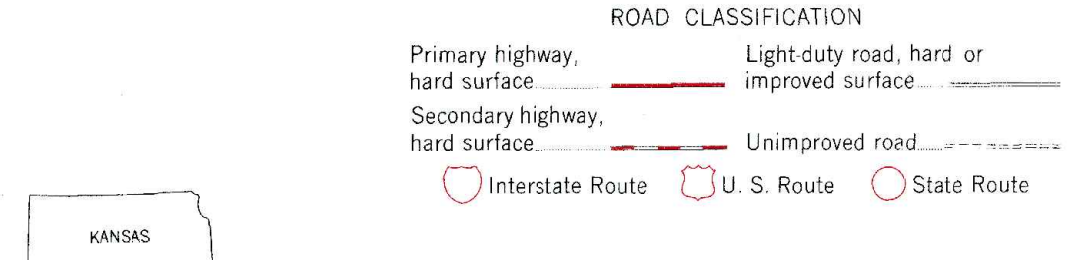 ROAD CLASSIFICATION
Primary highway,
hard surface
Light-duty road, hard or
improved surface
Secondary highway,
hard surface
Unimproved road
Interstate Route
U. S. Route
State Route
KANSAS